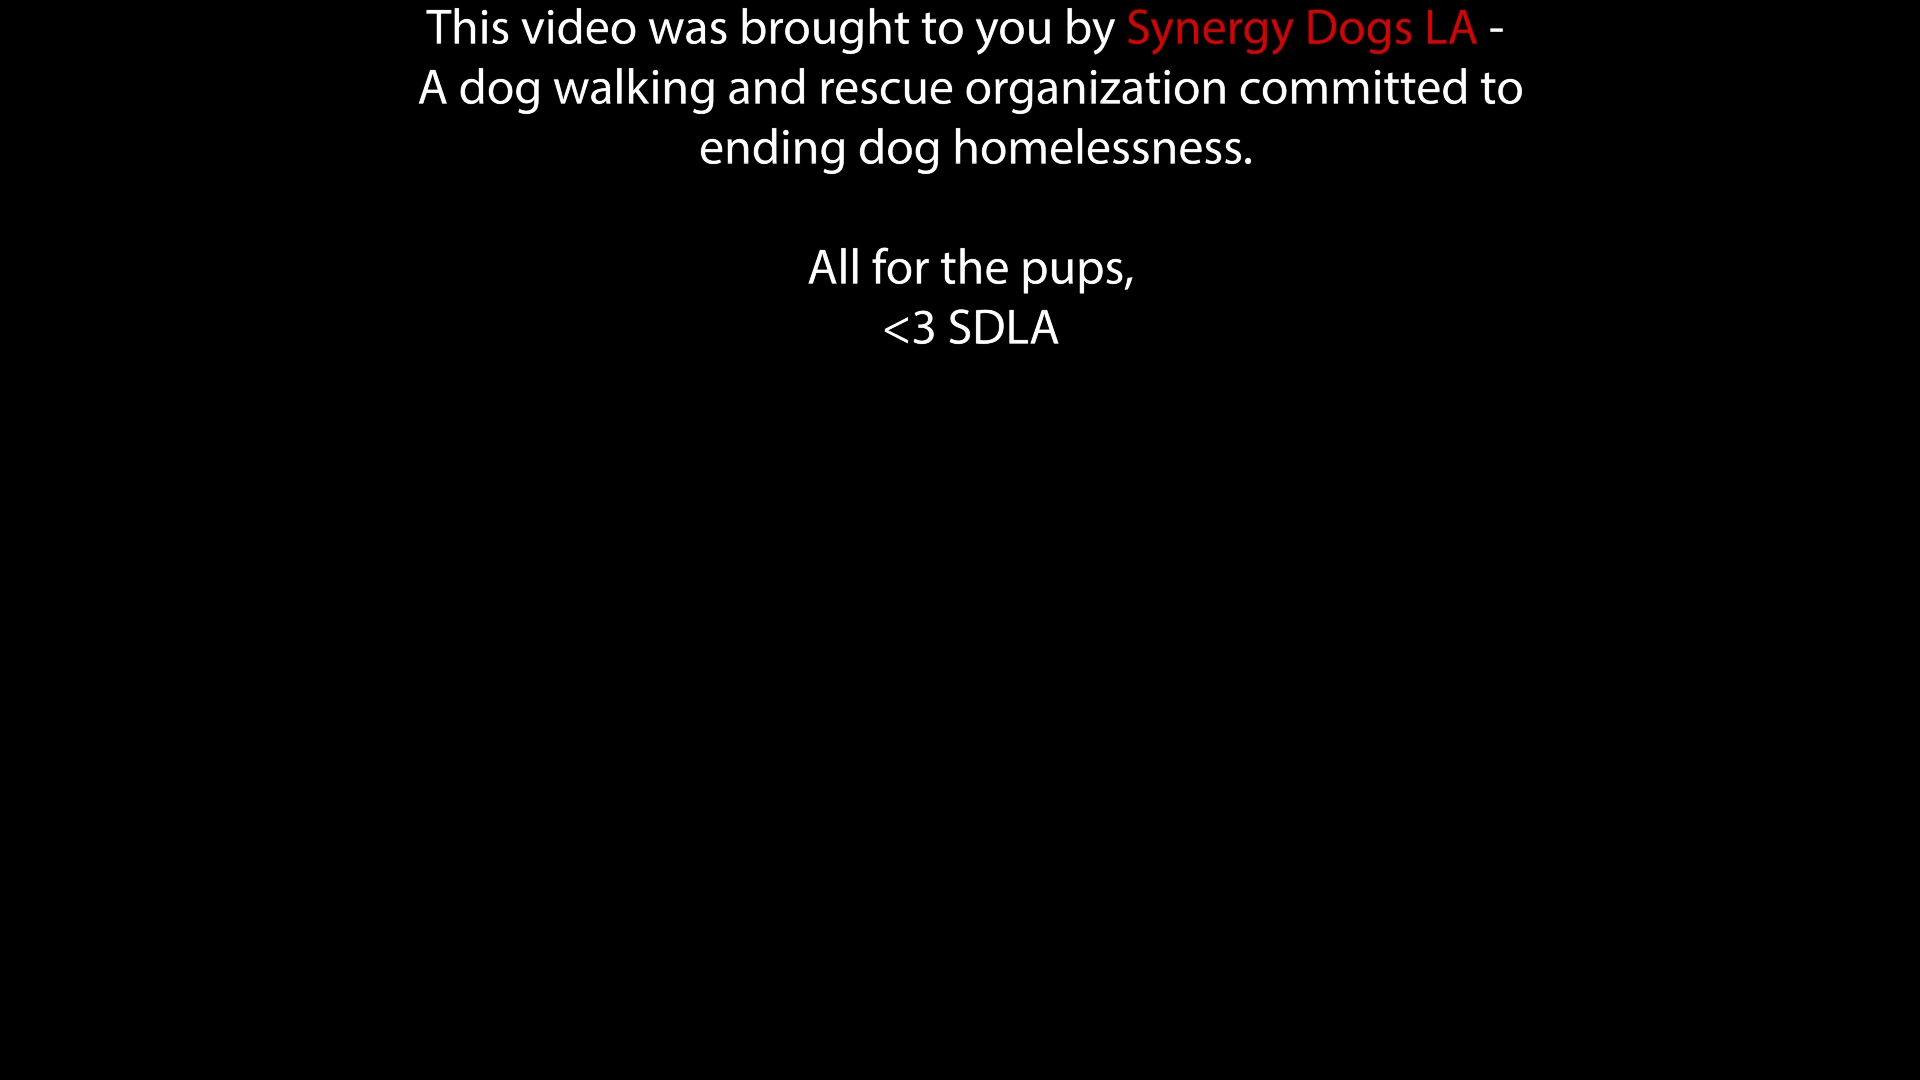 This video was brought to you by Synergy Dogs LA -
A dog walking and rescue organization committed to
ending dog homelessness.
All for the pups,
<3 SDLA